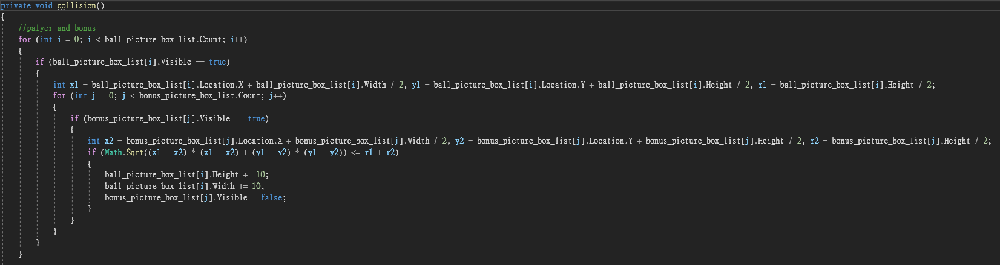 private void collision()
{
//palyer and bonus
for (int i = 0; i < ball_picture_box_list.Count; i++)
{
if (ball_picture_box_list[i].Visible == true)
{
int x1 = ball_picture_box_list[i].Location.X + ball_picture_box_list[i].Width / 2, y1 = ball_picture_box_list[i].Location.Y + ball_picture_box_list[i].Height / 2, r1 = ball_picture_box_list[i].Height / 2;
for (int j = 0; j < bonus_picture_box_list.Count; j++)
{
if (bonus_picture_box_list[j].Visible == true)
{
int x2 = bonus_picture_box_list[j].Location.X + bonus_picture_box_list[j].Width / 2, y2 = bonus_picture_box_list[j].Location.Y + bonus_picture_box_list[j].Height / 2, r2 = bonus_picture_box_list[j].Height / 2;
if (Math.Sqrt((x1 - x2) * (x1 - x2) + (y1 - y2) * (y1 - y2)) <= r1 + r2)
{
ball_picture_box_list[i].Height += 10;
ball_picture_box_list[i].Width += 10;
bonus_picture_box_list[j].Visible = false;
}
}
}
}
}